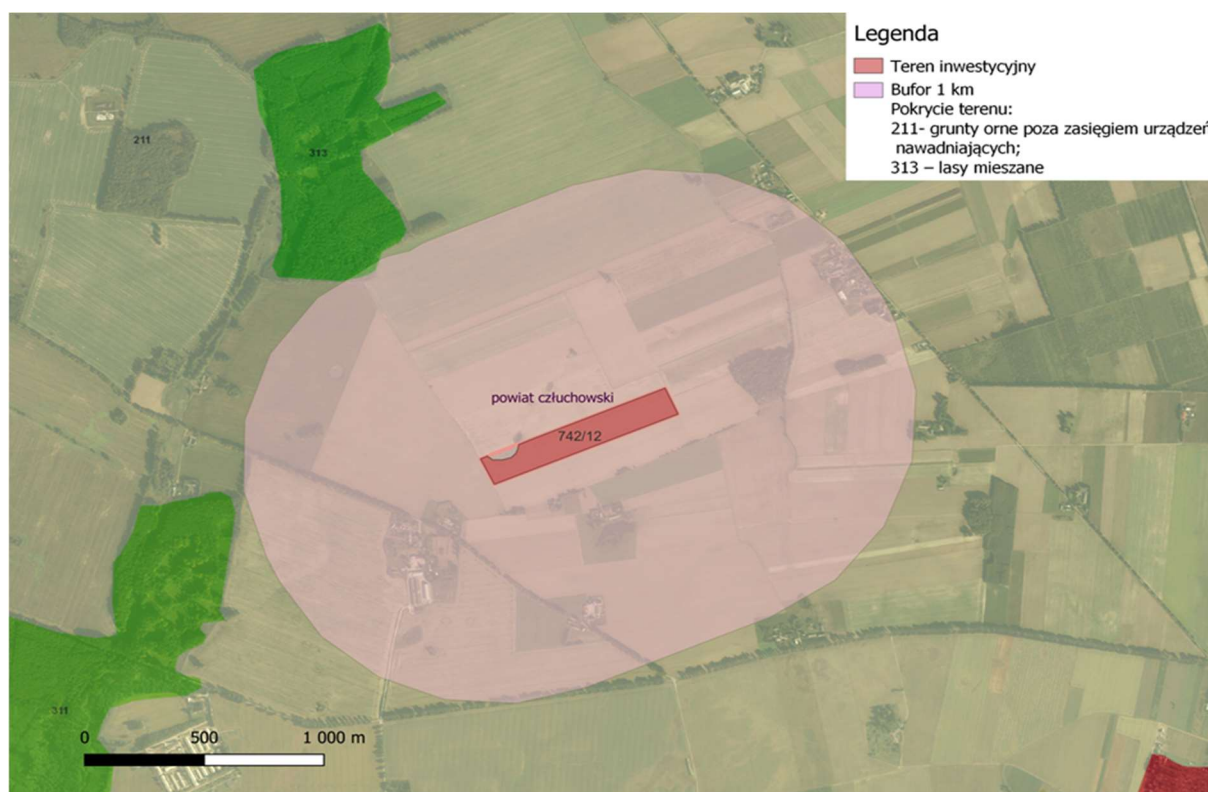 Legenda
Teren inwestycyjny
Bufor 1 km
Pokrycie terenu:
211- grunty orne poza zasięgiem urządzeń
nawadniających;
313 – lasy mieszane
211
313
powiat człuchowski
742/12
311
0 500 1 000 m